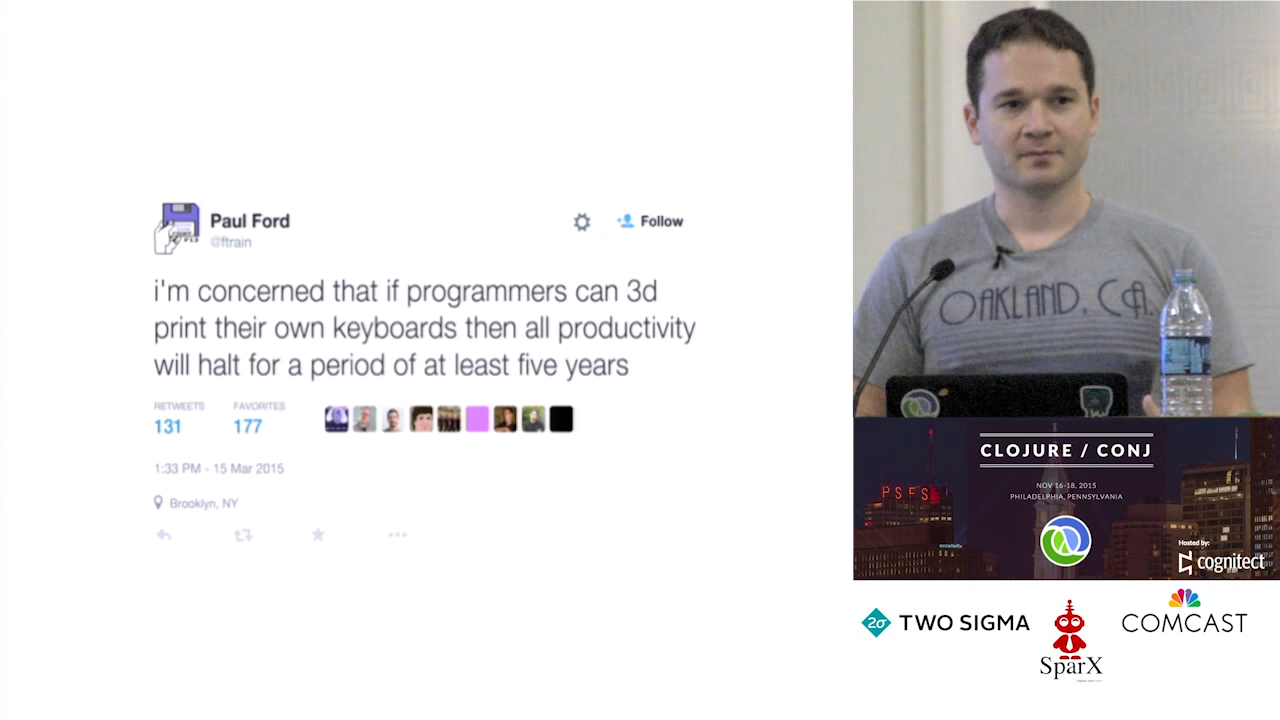 Paul Ford
@ftrain
Follow
i'm concerned that if programmers can 3d
print their own keyboards then all productivity
will halt for a period of at least five years
RETWEETS
FAVORITES
131
177
1:33 PM - 15 Mar 2015
Brooklyn, NY
OAKLAND, CA.
CLOJURE / CONJ
NOV 16-18, 2015
PHILADELPHIA, PENNSYLVANIA
PSFS
Hosted by:
cognitect
2σ TWO SIGMA
SparX
COMCAST